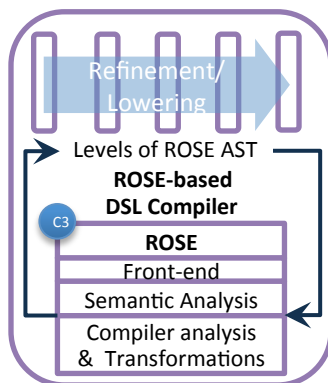 Refinement/
Lowering
Levels of ROSE AST
ROSE-based
DSL Compiler
C3
ROSE
Front-end
Semantic Analysis
Compiler analysis
& Transformations